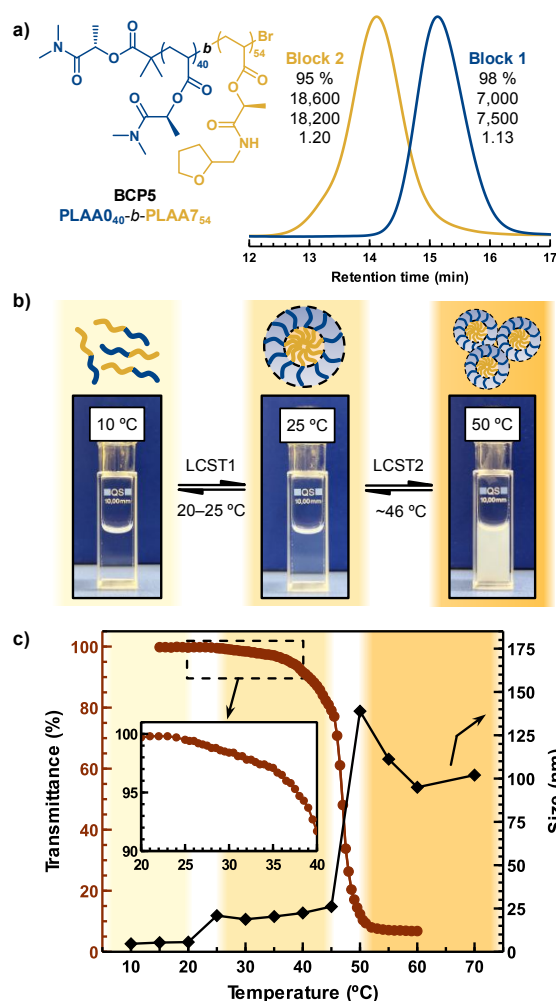 a)
N
O
O
O
O
b
Br
40
54
O
O
O
O
O
O
N
O
NH
O
BCP5
PLAA0₄₀-b-PLAA7₅₄
Block 2
95 %
18,600
18,200
1.20
Block 1
98 %
7,000
7,500
1.13
12 13 14 15 16 17
Retention time (min)
b)
10 ºC
25 ºC
50 ºC
LCST1
20–25 ºC
LCST2
~46 ºC
QS
10,00mm
QS
10,00mm
QS
10,00mm
c)
Transmittance (%)
100
80
60
40
20
0
100
95
90
20 25 30 35 40
175
150
125
100
75
50
25
0
Size (nm)
10 20 30 40 50 60 70
Temperature (ºC)